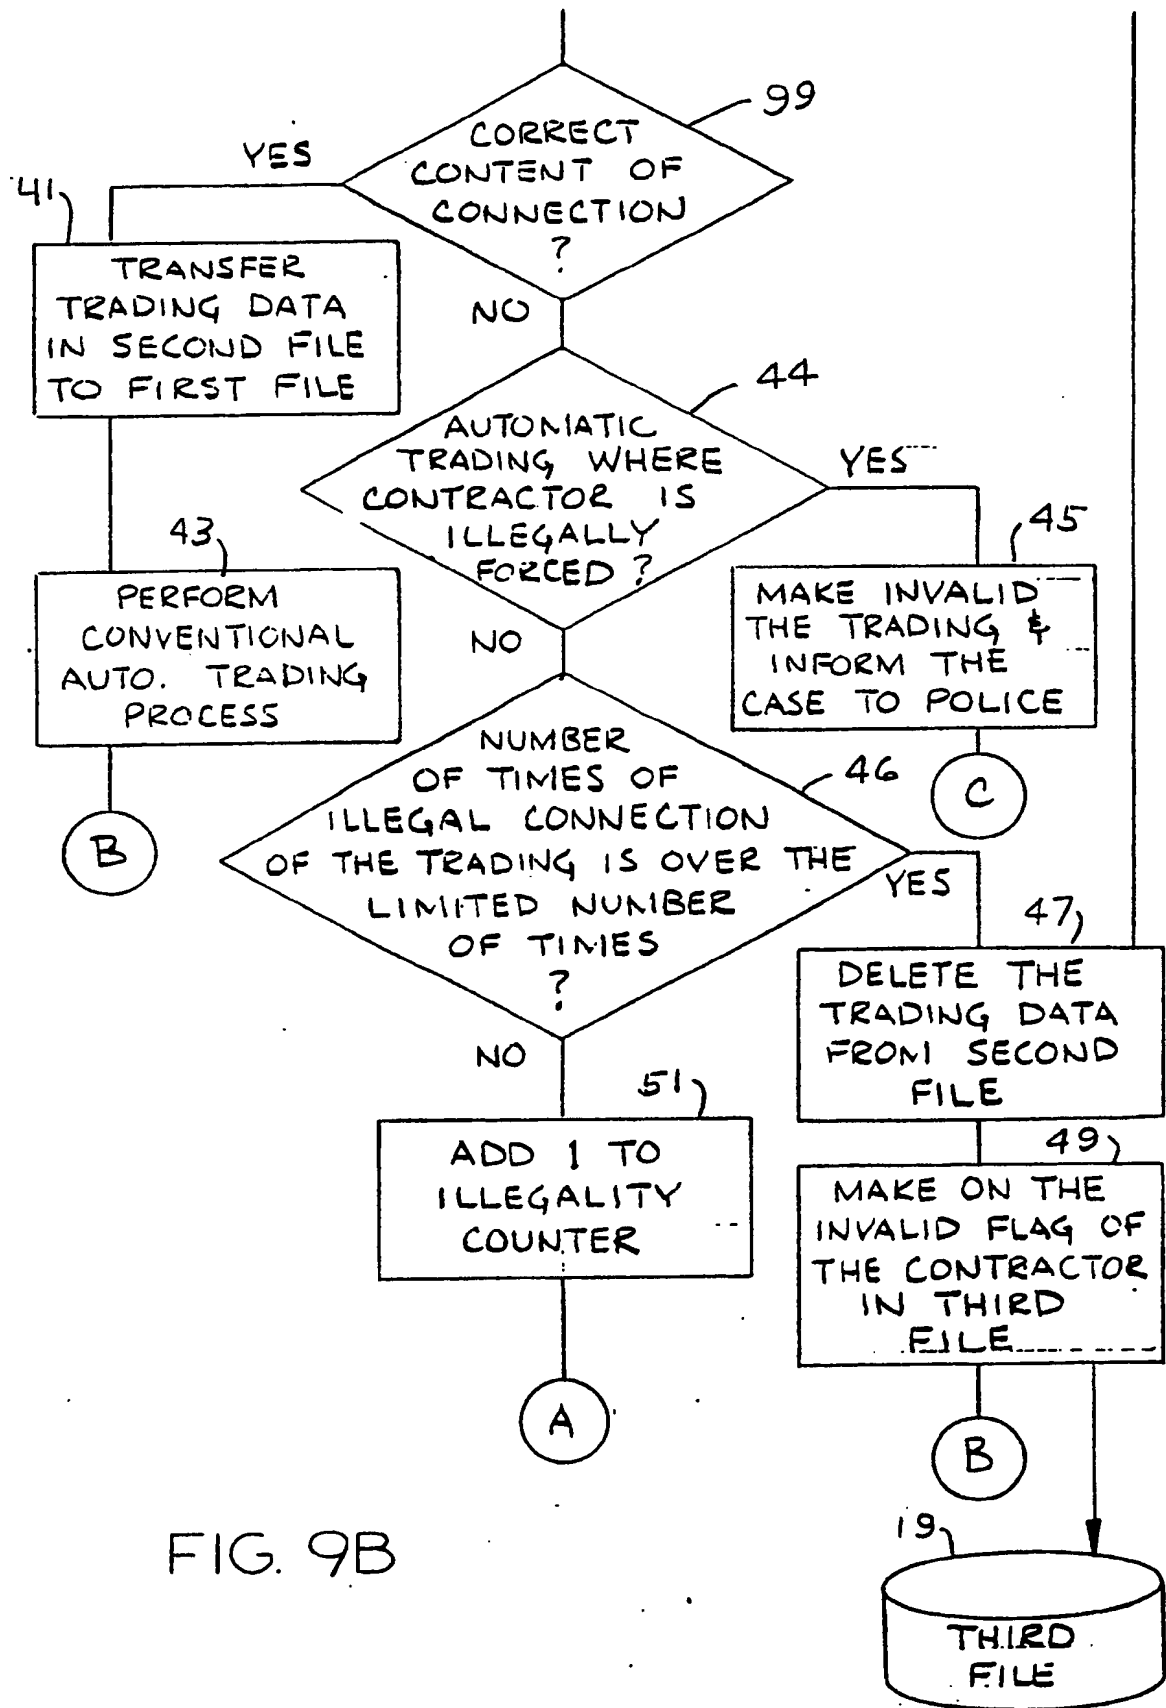 99
CORRECT
CONTENT OF
CONNECTION
?
YES
NO
41
TRANSFER
TRADING DATA
IN SECOND FILE
TO FIRST FILE
44
AUTOMATIC
TRADING WHERE
CONTRACTOR IS
ILLEGALLY
FORCED ?
YES
NO
43
PERFORM
CONVENTIONAL
AUTO. TRADING
PROCESS
B
45
MAKE INVALID
THE TRADING &
INFORM THE
CASE TO POLICE
C
46
NUMBER
OF TIMES OF
ILLEGAL CONNECTION
OF THE TRADING IS OVER THE
LIMITED NUMBER
OF TIMES
?
YES
NO
47
DELETE THE
TRADING DATA
FROM SECOND
FILE
51
ADD 1 TO
ILLEGALITY
COUNTER
A
49
MAKE ON THE
INVALID FLAG OF
THE CONTRACTOR
IN THIRD
FILE
B
19
THIRD
FILE
FIG. 9B